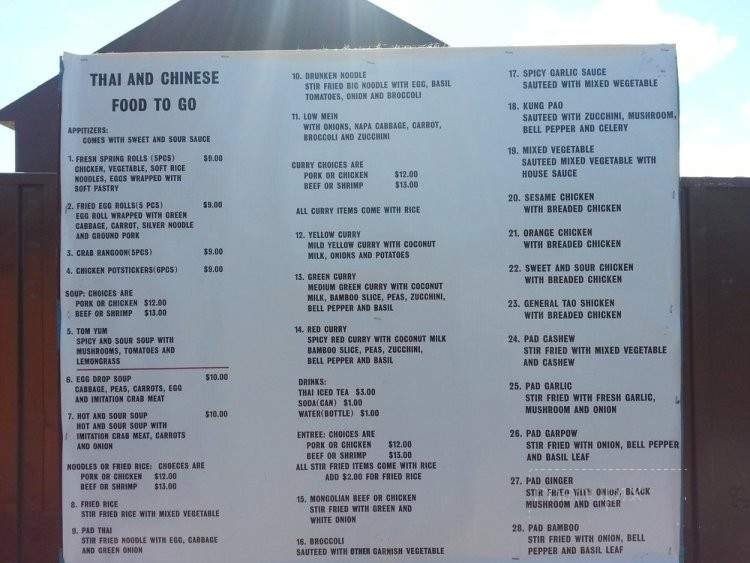 THAI AND CHINESE
FOOD TO GO
APPITIZERS:
COMES WITH SWEET AND SOUR SAUCE
1. FRESH SPRING ROLLS (5PCS) $9.00
CHICKEN, VEGETABLE, SOFT RICE
NOODLES, EGGS WRAPPED WITH
SOFT PASTRY
2. FRIED EGG ROLLS(5 PCS) $9.00
EGG ROLL WRAPPED WITH GREEN
CABBAGE, CARROT, SILVER NOODLE
AND GROUND PORK
3. CRAB RANGOON(5PCS) $9.00
4. CHICKEN POTSTICKERS(6PCS) $9.00
SOUP: CHOICES ARE
PORK OR CHICKEN $12.00
BEEF OR SHRIMP $13.00
5. TOM YUM
SPICY AND SOUR SOUP WITH
MUSHROOMS, TOMATOES AND
LEMONGRASS
6. EGG DROP SOUP $10.00
CABBAGE, PEAS, CARROTS, EGG
AND IMITATION CRAB MEAT
7. HOT AND SOUR SOUP $10.00
HOT AND SOUR SOUP WITH
IMITATION CRAB MEAT, CARROTS
AND ONION
NOODLES OR FRIED RICE: CHOECES ARE
PORK OR CHICKEN $12.00
BEEF OR SHRIMP $13.00
8. FRIED RICE
STIR FRIED RICE WITH MIXED VEGETABLE
9. PAD THAI
STIR FRIED NOODLE WITH EGG, CABBAGE
AND GREEN ONION
10. DRUNKEN NOODLE
STIR FRIED BIG NOODLE WITH EGG, BASIL
TOMATOES, ONION AND BROCCOLI
11. LOW MEIN
WITH ONIONS, NAPA CABBAGE, CARROT,
BROCCOLI AND ZUCCHINI
CURRY CHOICES ARE
PORK OR CHICKEN $12.00
BEEF OR SHRIMP $13.00
ALL CURRY ITEMS COME WITH RICE
12. YELLOW CURRY
MILD YELLOW CURRY WITH COCONUT
MILK, ONIONS AND POTATOES
13. GREEN CURRY
MEDIUM GREEN CURRY WITH COCONUT
MILK, BAMBOO SLICE, PEAS, ZUCCHINI,
BELL PEPPER AND BASIL
14. RED CURRY
SPICY RED CURRY WITH COCONUT MILK
BAMBOO SLICE, PEAS, ZUCCHINI,
BELL PEPPER AND BASIL
DRINKS:
THAI ICED TEA $3.00
SODA(CAN) $1.00
WATER(BOTTLE) $1.00
ENTREE: CHOICES ARE
PORK OR CHICKEN $12.00
BEEF OR SHRIMP $13.00
ALL STIR FRIED ITEMS COME WITH RICE
ADD $2.00 FOR FRIED RICE
15. MONGOLIAN BEEF OR CHICKEN
STIR FRIED WITH GREEN AND
WHITE ONION
16. BROCCOLI
SAUTEED WITH OTHER GARNISH VEGETABLE
17. SPICY GARLIC SAUCE
SAUTEED WITH MIXED WEGETABLE
18. KUNG PAO
SAUTEED WITH ZUCCHINI, MUSHROOM,
BELL PEPPER AND CELERY
19. MIXED VEGETABLE
SAUTEED MIXED VEGETABLE WITH
HOUSE SAUCE
20. SESAME CHICKEN
WITH BREADED CHICKEN
21. ORANGE CHICKEN
WITH BREADED CHICKEN
22. SWEET AND SOUR CHICKEN
WITH BREADED CHICKEN
23. GENERAL TAO SHICKEN
WITH BREADED CHICKEN
24. PAD CASHEW
STIR FRIED WITH MIXED VEGETABLE
AND CASHEW
25. PAD GARLIC
STIR FRIED WITH FRESH GARLIC,
MUSHROOM AND ONION
26. PAD GARPOW
STIR FRIED WITH ONION, BELL PEPPER
AND BASIL LEAF
27. PAD GINGER
STIR FRIED WITH ONION, BLACK
MUSHROOM AND GINGER
28. PAD BAMBOO
STIR FRIED WITH ONION, BELL
PEPPER AND BASIL LEAF